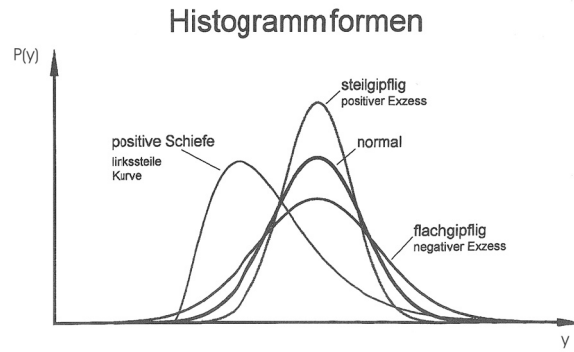 Histogrammformen
P(y)
steilgipflig
positiver Exzess
positive Schiefe
linkssteile
Kurve
normal
flachgipflig
negativer Exzess
y